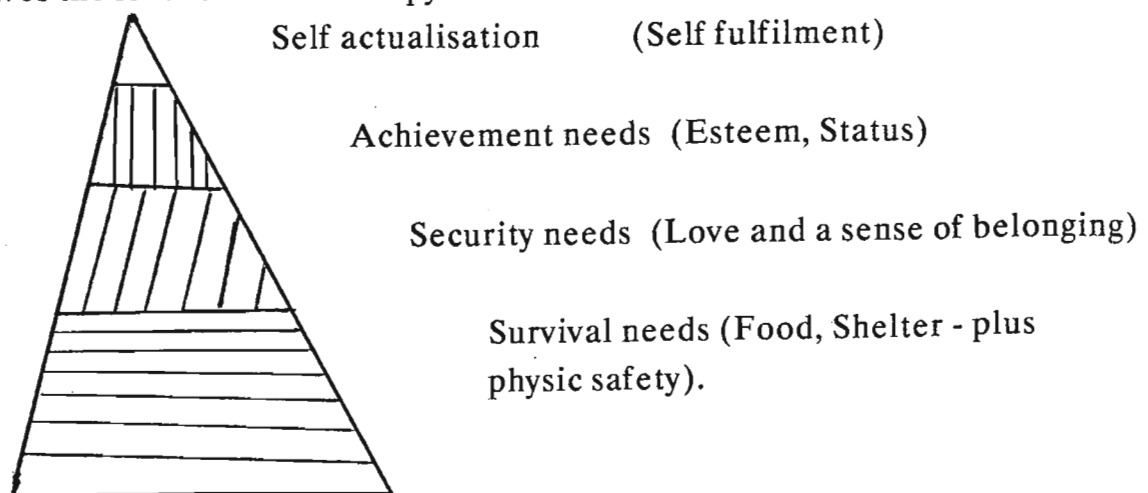 Self actualisation (Self fulfilment)
Achievement needs (Esteem, Status)
Security needs (Love and a sense of belonging)
Survival needs (Food, Shelter - plus
physic safety).